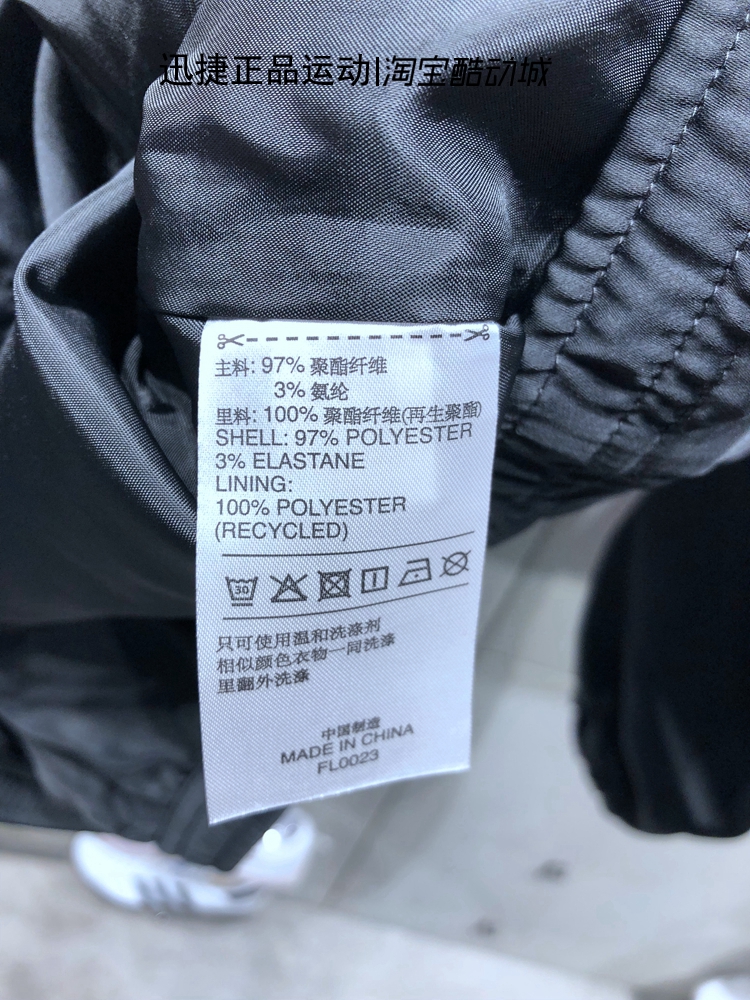 迅捷正品运动|淘宝酷动城
主料: 97% 聚酯纤维
3% 氨纶
里料: 100% 聚酯纤维(再生聚酯)
SHELL: 97% POLYESTER
3% ELASTANE
LINING:
100% POLYESTER
(RECYCLED)
30
只可使用温和洗涤剂
相似颜色衣物一同洗涤
里翻外洗涤
中国制造
MADE IN CHINA
FL0023